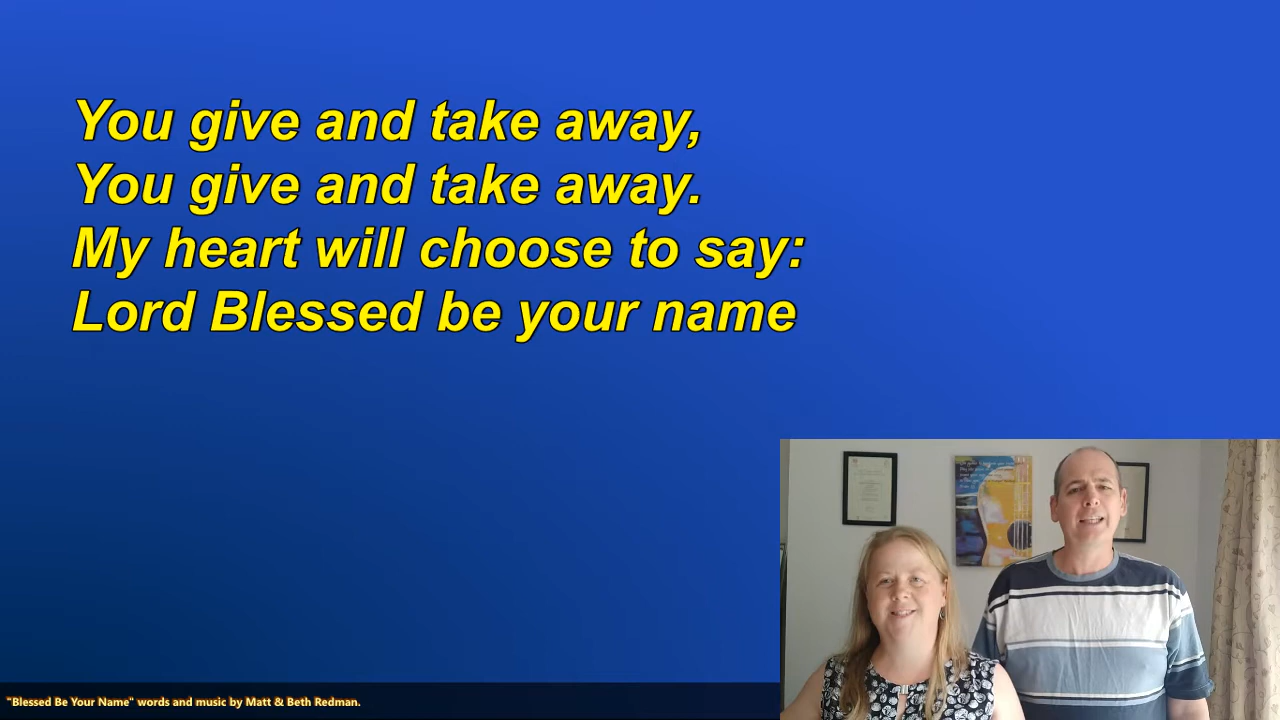 You give and take away,
You give and take away.
My heart will choose to say:
Lord Blessed be your name
"Blessed Be Your Name" words and music by Matt & Beth Redman.